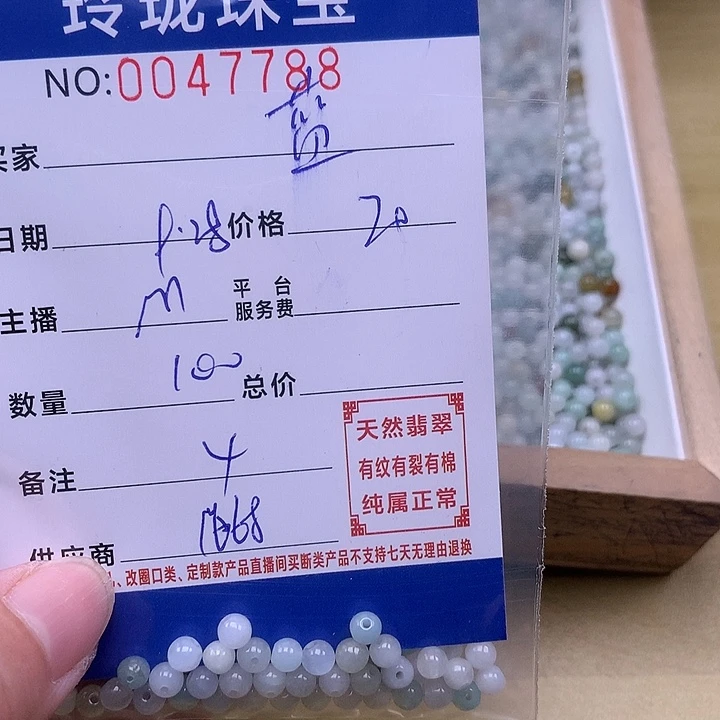 玲珑珠宝
NO:0047788
买家 蓝
日期 8.28 价格 20
主播 M 平台服务费
数量 100 总价
备注 4
供应商
天然翡翠
有纹有裂有棉
纯属正常
、改圈口类、定制款产品直播间买断类产品不支持七天无理由退换